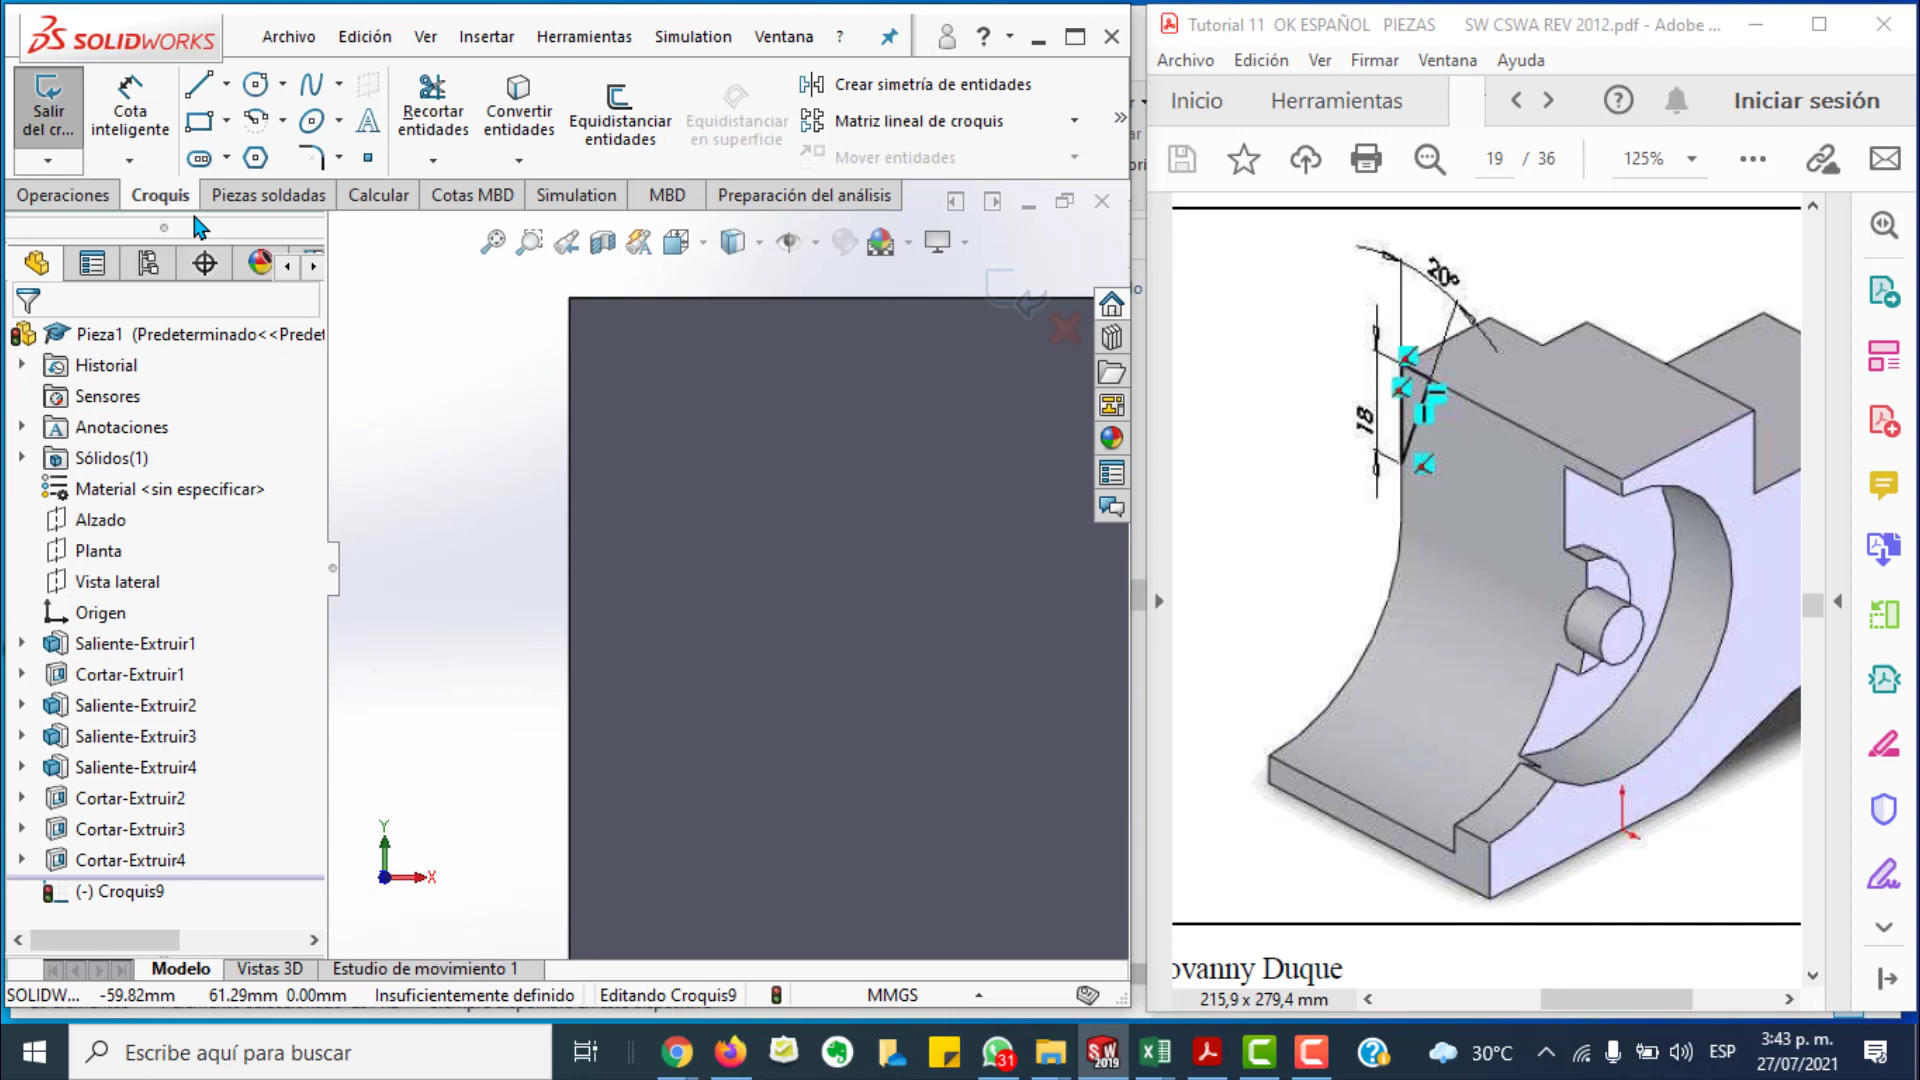 SOLIDWORKS
Archivo Edición Ver Insertar Herramientas Simulation Ventana ?
Salir del cr...
Cota inteligente
Recortar entidades
Convertir entidades
Equidistanciar entidades
Equidistanciar en superficie
Crear simetría de entidades
Matriz lineal de croquis
Mover entidades
Operaciones Croquis Piezas soldadas Calcular Cotas MBD Simulation MBD Preparación del análisis
Pieza1 (Predeterminado<<Predet
Historial
Sensores
Anotaciones
Sólidos(1)
Material <sin especificar>
Alzado
Planta
Vista lateral
Origen
Saliente-Extruir1
Cortar-Extruir1
Saliente-Extruir2
Saliente-Extruir3
Saliente-Extruir4
Cortar-Extruir2
Cortar-Extruir3
Cortar-Extruir4
(-) Croquis9
Y
X
Modelo Vistas 3D Estudio de movimiento 1
SOLIDW... -59.82mm 61.29mm 0.00mm Insuficientemente definido Editando Croquis9 MMGS
Tutorial 11 OK ESPAÑOL PIEZAS SW CSWA REV 2012.pdf - Adobe ...
Archivo Edición Ver Firmar Ventana Ayuda
Inicio Herramientas Iniciar sesión
19 / 36 125%
20º
18
ovanny Duque
215,9 x 279,4 mm
Escribe aquí para buscar
31
SW 2019
30°C
ESP
3:43 p. m.
27/07/2021